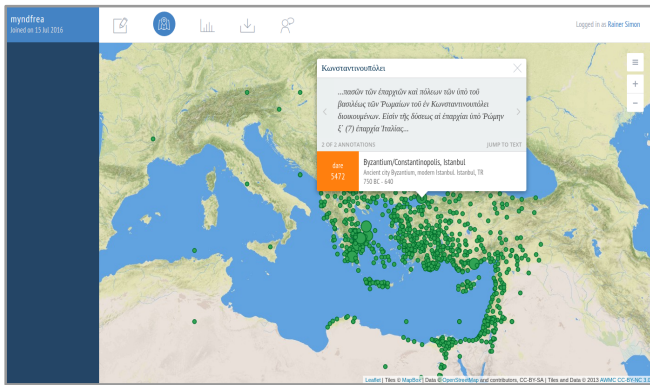 myndfrea
Joined on 15 Jul 2016
Logged in as Rainer Simon
Κωνσταντινουπόλει
...πασῶν τῶν ἐπαρχιῶν καὶ πόλεων τῶν ὑπὸ τοῦ
βασιλέως τῶν Ῥωμαίων τοῦ ἐν Κωνσταντινουπόλει
διοικουμένων. Εἰσὶν τῆς δύσεως αἱ ἐπαρχίαι ὑπὸ Ῥώμην
ζ΄ (7) ἐπαρχία Ἰταλίας...
2 OF 2 ANNOTATIONS
JUMP TO TEXT
dare
5472
Byzantium/Constantinopolis, Istanbul
Ancient city Byzantium, modern Istanbul. Istanbul, TR
750 BC - 640
+
−
Leaflet | Tiles © MapBox | Data © OpenStreetMap and contributors, CC-BY-SA | Tiles and Data © 2013 AWMC CC-BY-NC 3.0